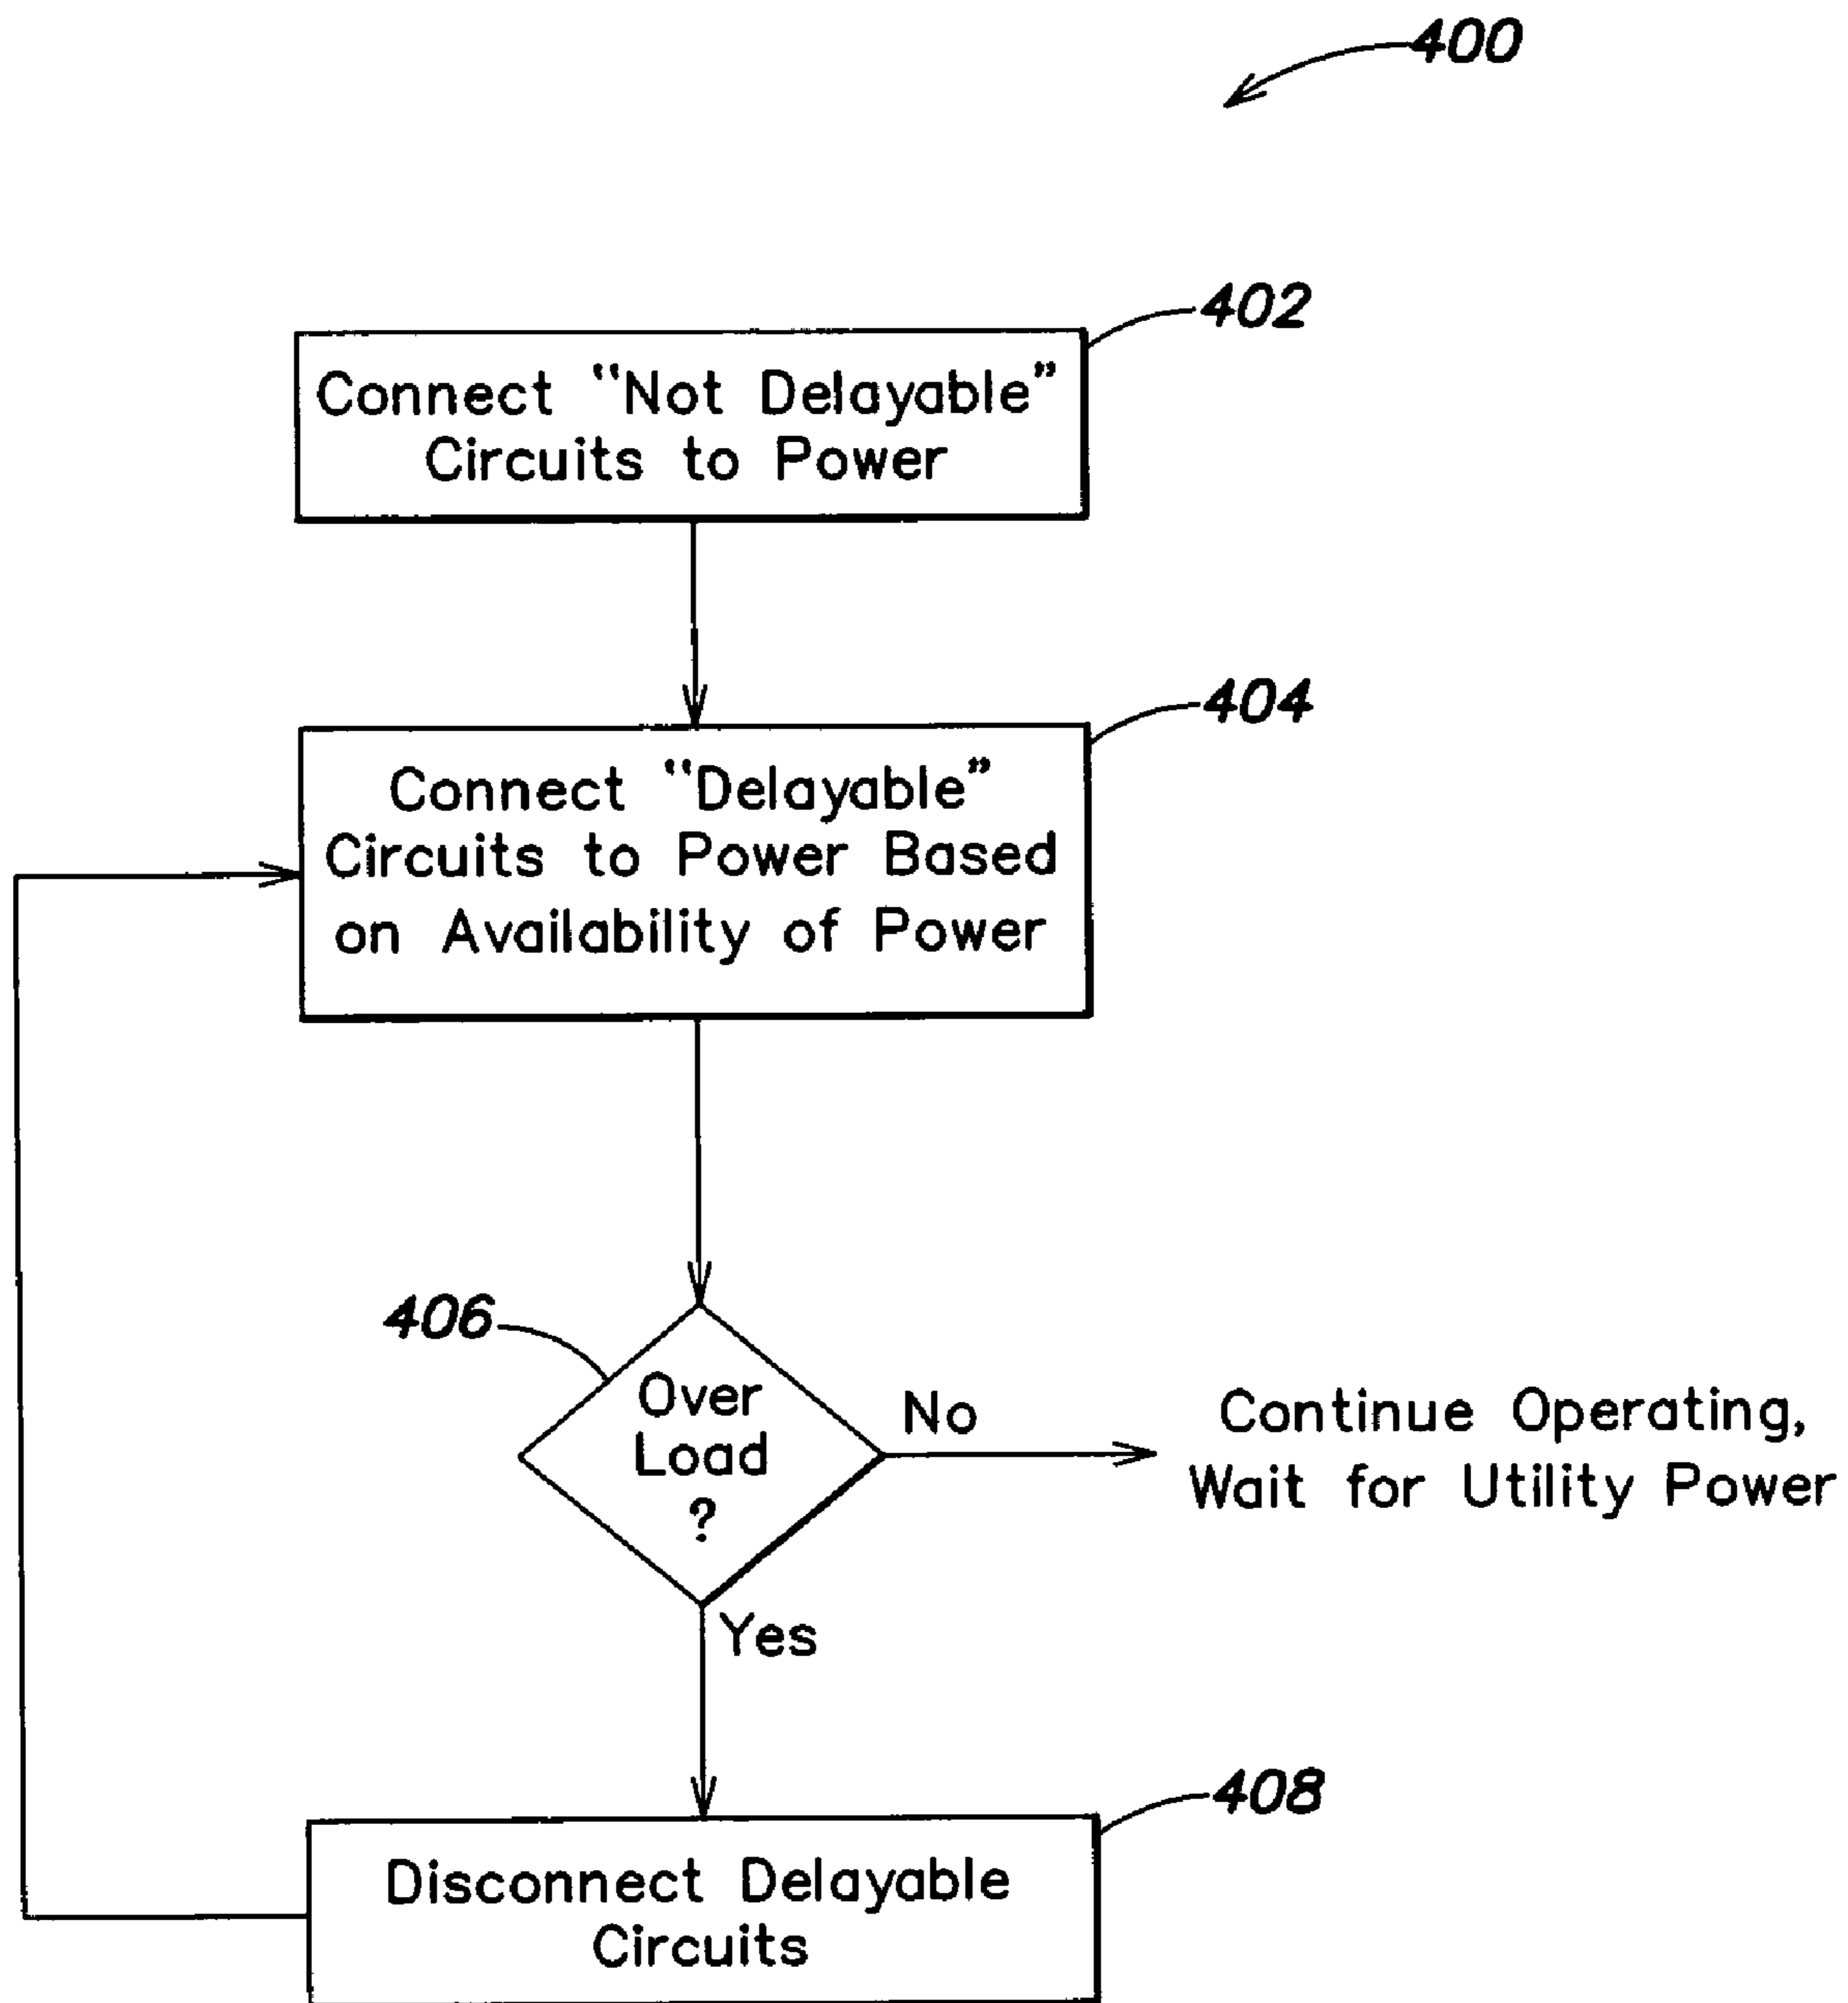 400
402
Connect "Not Delayable"
Circuits to Power
404
Connect "Delayable"
Circuits to Power Based
on Availability of Power
406
Over
Load
?
No
Continue Operating,
Wait for Utility Power
Yes
408
Disconnect Delayable
Circuits